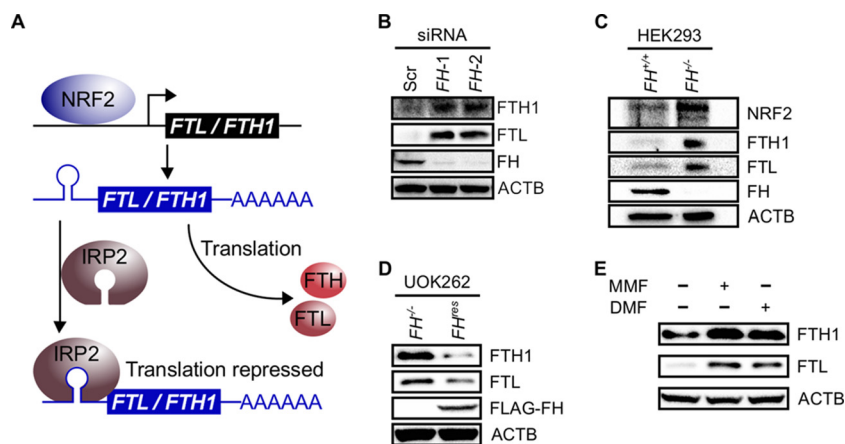 A
NRF2
FTL / FTH1
FTL / FTH1 AAAAAA
Translation
IRP2
FTH
FTL
IRP2
Translation repressed
FTL / FTH1 AAAAAA
B
siRNA
Scr FH-1 FH-2
FTH1
FTL
FH
ACTB
C
HEK293
FH+/+ FH-/-
NRF2
FTH1
FTL
FH
ACTB
D
UOK262
FH-/- FHres
FTH1
FTL
FLAG-FH
ACTB
E
MMF – + –
DMF – – +
FTH1
FTL
ACTB